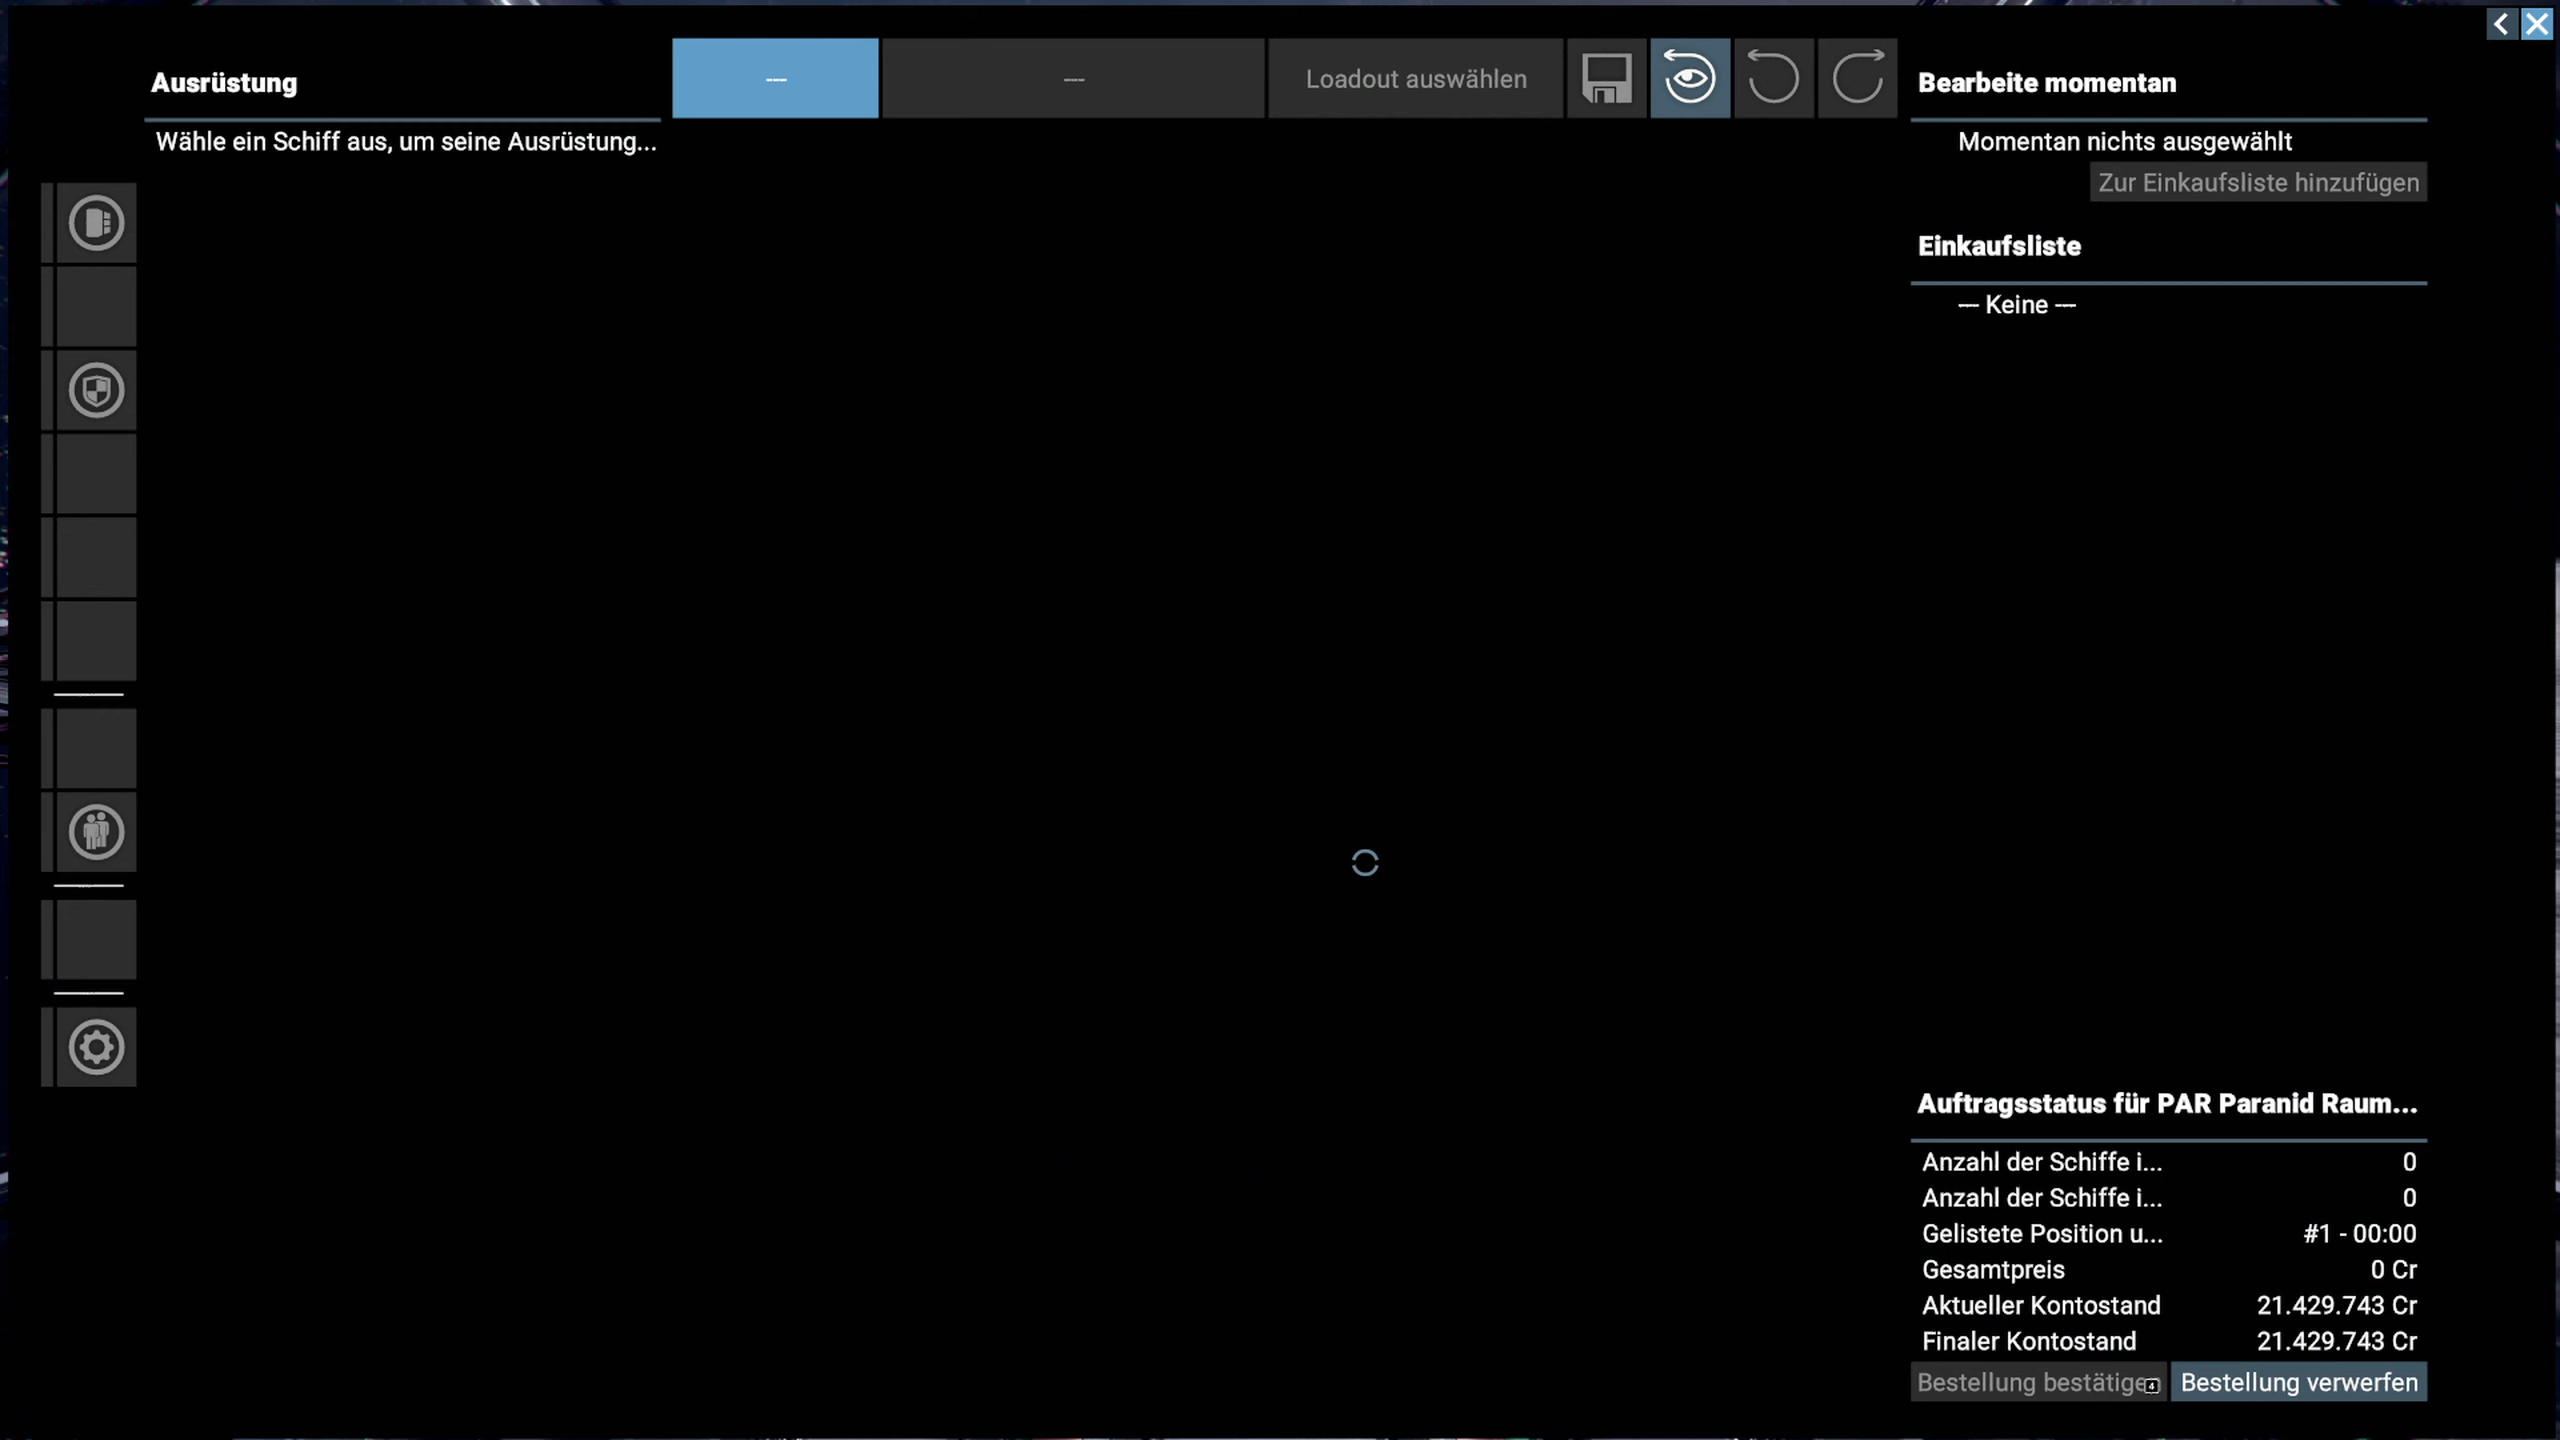 Ausrüstung
---
---
Loadout auswählen
Wähle ein Schiff aus, um seine Ausrüstung...
Bearbeite momentan
Momentan nichts ausgewählt
Zur Einkaufsliste hinzufügen
Einkaufsliste
--- Keine ---
Auftragsstatus für PAR Paranid Raum...
Anzahl der Schiffe i... 0
Anzahl der Schiffe i... 0
Gelistete Position u... #1 - 00:00
Gesamtpreis 0 Cr
Aktueller Kontostand 21.429.743 Cr
Finaler Kontostand 21.429.743 Cr
Bestellung bestätigen 4
Bestellung verwerfen